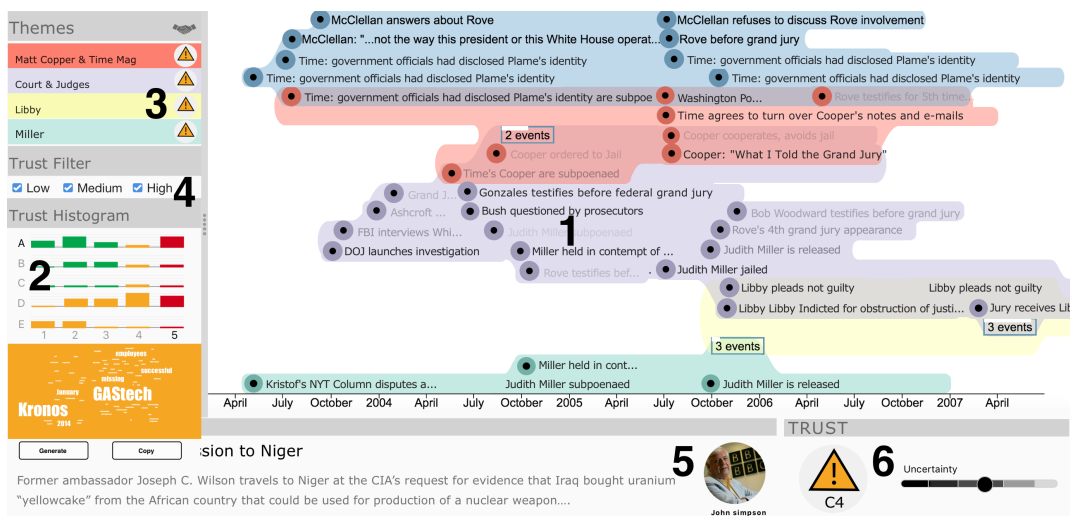 Themes
Matt Copper & Time Mag
Court & Judges
Libby
Miller
3
Trust Filter
Low Medium High
4
Trust Histogram
A
B
C
D
E
1 2 3 4 5
2
employees
successful
missing
January
GAStech
Kronos
2014
Generate Copy
McClellan answers about Rove
McClellan refuses to discuss Rove involvement
McClellan: "...not the way this president or this White House operat...
Rove before grand jury
Time: government officials had disclosed Plame's identity
Time: government officials had disclosed Plame's identity
Time: government officials had disclosed Plame's identity
Time: government officials had disclosed Plame's identity
Time: government officials had disclosed Plame's identity are subpoe
Washington Po...
Rove testifies for 5th time...
Time agrees to turn over Cooper's notes and e-mails
2 events
Cooper cooperates, avoids jail
Cooper ordered to Jail
Cooper: "What I Told the Grand Jury"
Time's Cooper are subpoenaed
Grand J...
Gonzales testifies before federal grand jury
Ashcroft ...
Bush questioned by prosecutors
Bob Woodward testifies before grand jury
FBI interviews Whi...
Judith Miller subpoenaed
1
Rove's 4th grand jury appearance
DOJ launches investigation
Miller held in contempt of ...
Judith Miller is released
Rove testifies bef...
Judith Miller jailed
Libby pleads not guilty
Libby pleads not guilty
Libby Libby Indicted for obstruction of justi...
Jury receives Lib
3 events
3 events
Miller held in cont...
Kristof's NYT Column disputes a...
Judith Miller subpoenaed
Judith Miller is released
April July October 2004 April July October 2005 April July October 2006 April July October 2007 April
sion to Niger
Former ambassador Joseph C. Wilson travels to Niger at the CIA's request for evidence that Iraq bought uranium
“yellowcake” from the African country that could be used for production of a nuclear weapon....
5
John simpson
TRUST
C4
6
Uncertainty